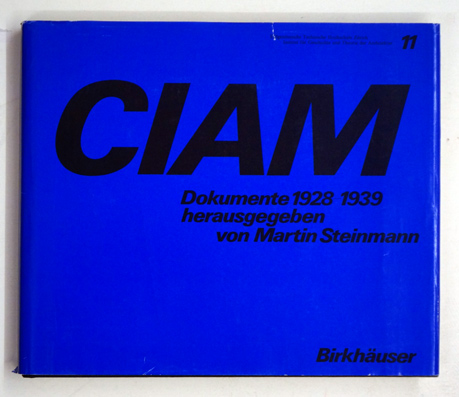 11
CIAM
Dokumente 1928 1939
herausgegeben
von Martin Steinmann
Birkhäuser